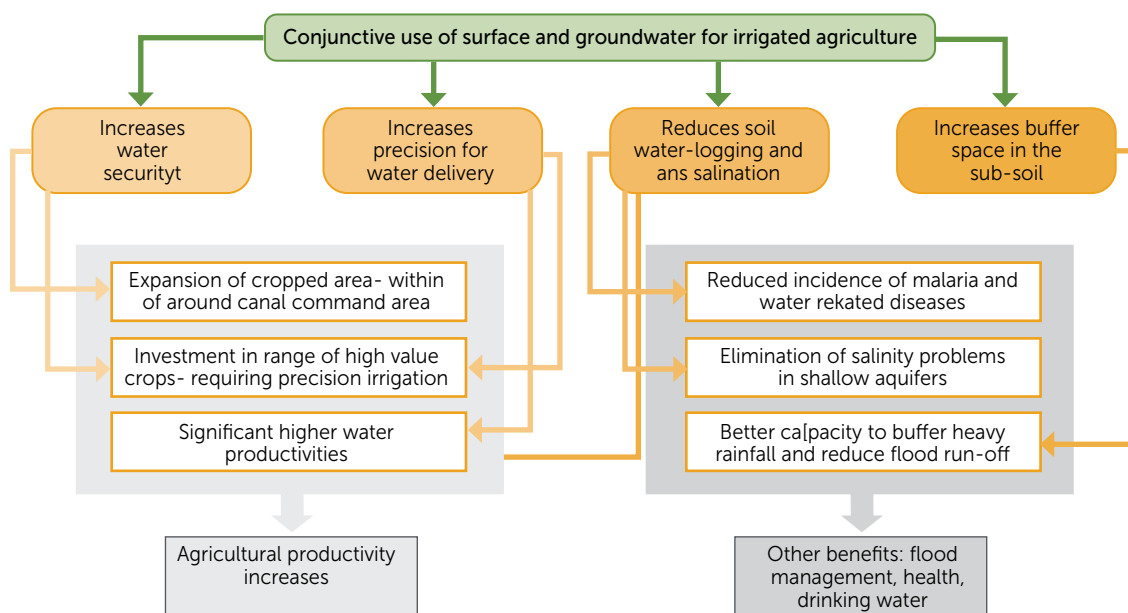 Conjunctive use of surface and groundwater for irrigated agriculture
Increases
water
securityt
Increases
precision for
water delivery
Reduces soil
water-logging and
ans salination
Increases buffer
space in the
sub-soil
Expansion of cropped area- within
of around canal command area
Investment in range of high value
crops- requiring precision irrigation
Significant higher water
productivities
Reduced incidence of malaria and
water rekated diseases
Elimination of salinity problems
in shallow aquifers
Better ca[pacity to buffer heavy
rainfall and reduce flood run-off
Agricultural productivity
increases
Other benefits: flood
management, health,
drinking water